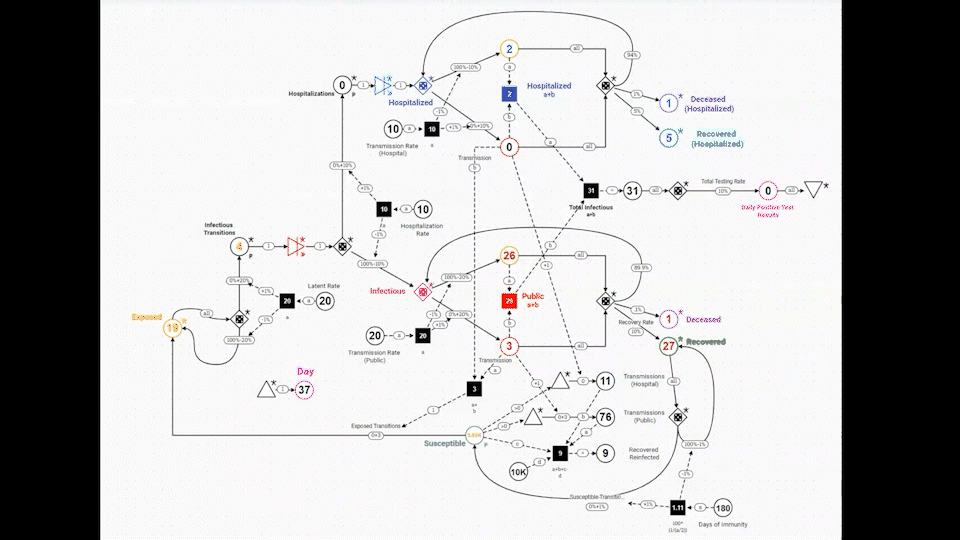 2
all
94%
100%-10%
a
0
p
1
1
Hospitalizations
Hospitalized
2
Hospitalized
a+b
1%
1
Deceased
(Hospitalized)
5%
5
Recovered
(Hospitalized)
-1%
10
a
10
+1%
0%+10%
b
a
Transmission Rate
(Hospital)
a
0
all
Transmission
b
a
0%+10%
+1%
31
Total Infectious
a+b
=
31
all
Total Testing Rate
10%
0
all
Daily Positive Test
Results
10
a
10
a
Hospitalization
Rate
-1%
Infectious
Transitions
p
1
1
100%-10%
26
all
b
+1
89.9%
100%-20%
a
Infectious
Public
a+b
1%
1
Deceased
Recovery Rate
10%
Latent Rate
0%+20%
+1%
20
a
20
a
-1%
100%-20%
Exposed
19
all
-1%
+1%
0%+20%
b
20
a
20
a
Transmission Rate
(Public)
3
all
Transmission
a
27
Recovered
all
Day
1
37
3
a+
b
+1
0
11
Transmissions
(Hospital)
+0
+0
0+3
b
76
Transmissions
(Public)
a
1
Exposed Transitions
0+3
Susceptible
p
c
9
a+b+c-
d
=
9
Recovered
Reinfected
10K
d
100%-1%
-1%
0%+1%
+1%
1.11
100*
(1/(a/2))
a
180
Days of Immunity